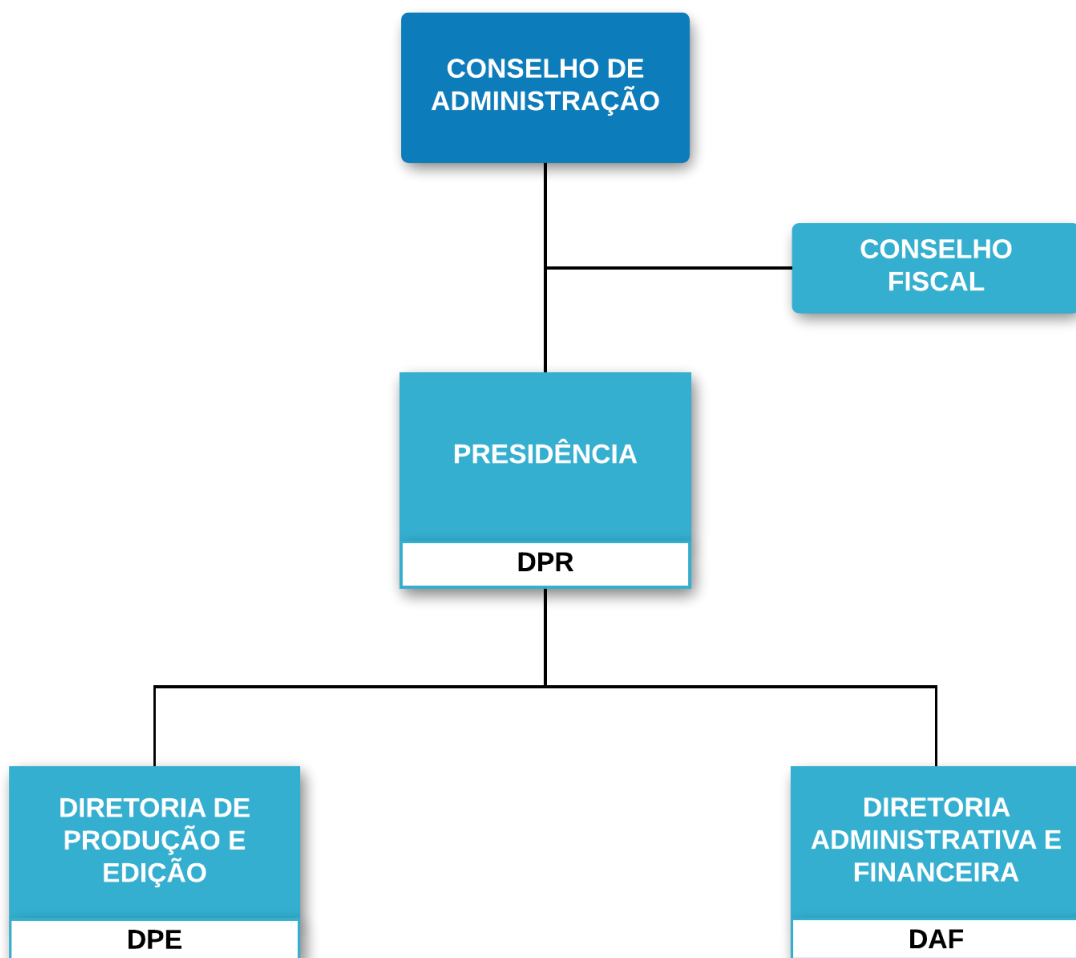 CONSELHO DE
ADMINISTRAÇÃO
CONSELHO
FISCAL
PRESIDÊNCIA
DPR
DIRETORIA DE
PRODUÇÃO E
EDIÇÃO
DPE
DIRETORIA
ADMINISTRATIVA E
FINANCEIRA
DAF